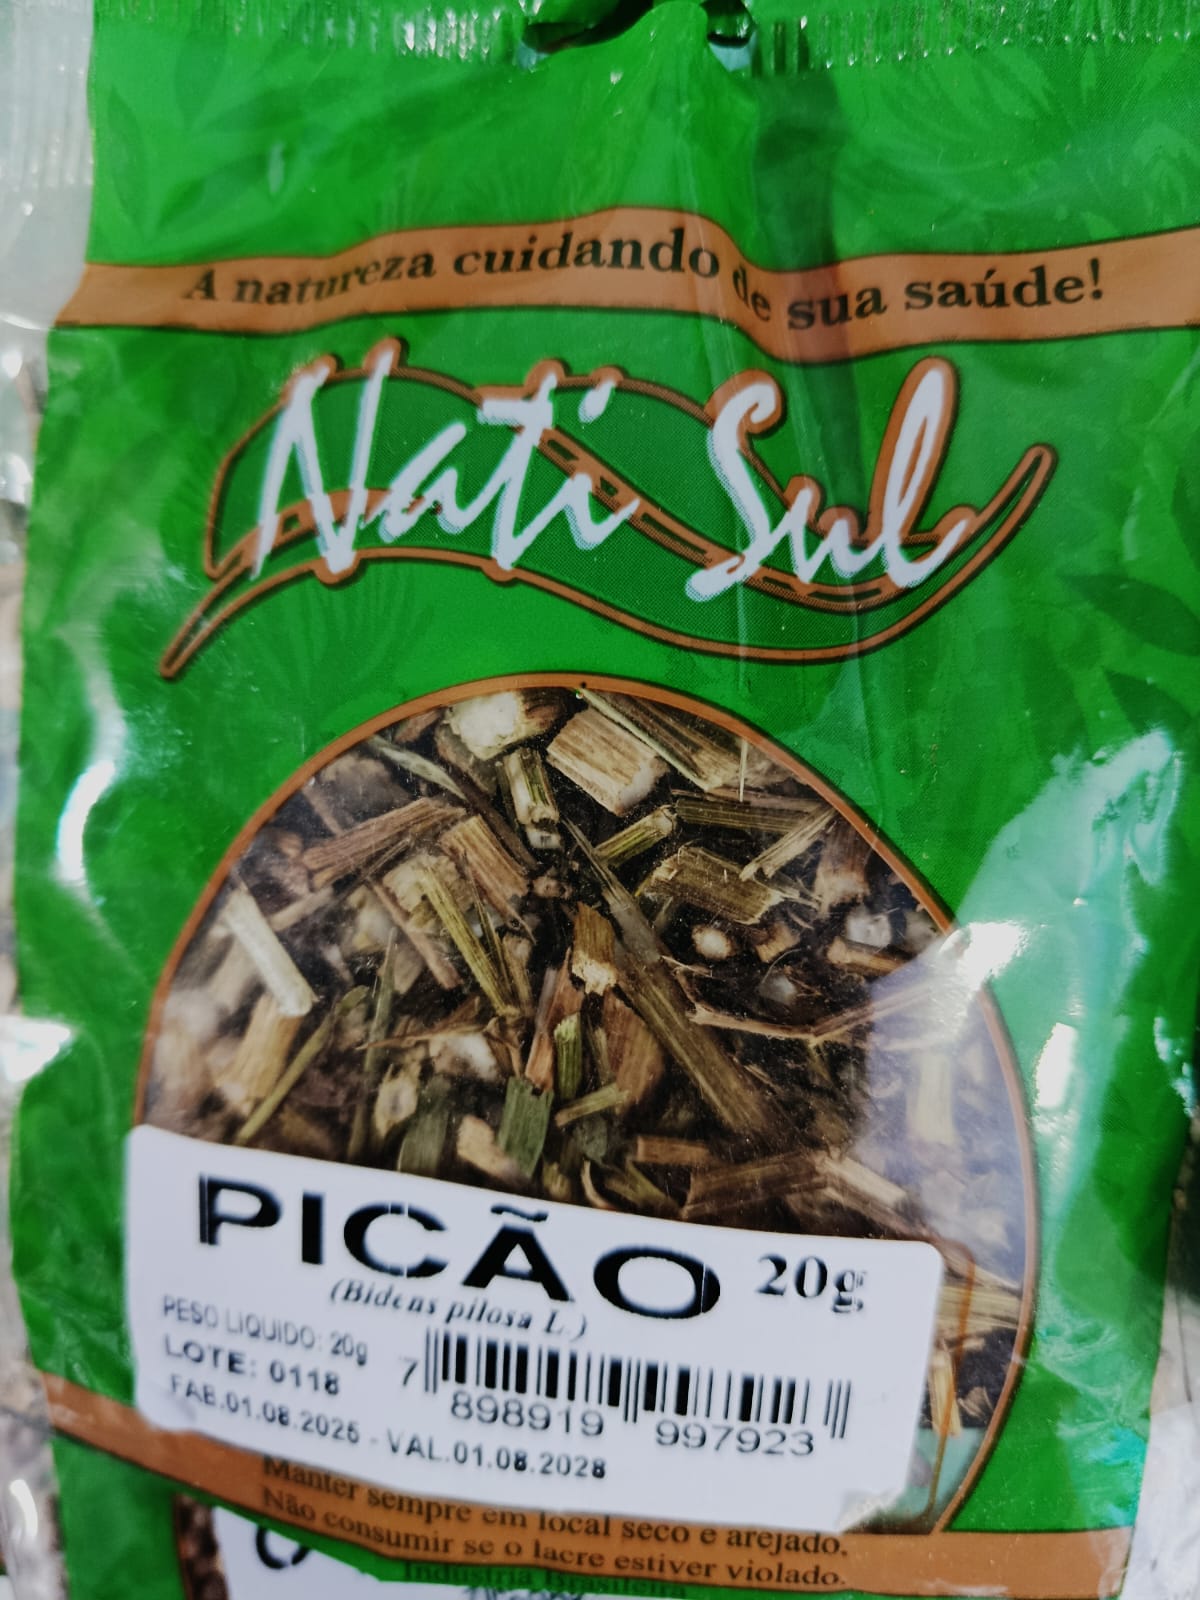 A natureza cuidando de sua saúde!
Nati Sul
PICÃO 20g
(Bidens pilosa L.)
PESO LIQUIDO: 20g
LOTE: 0118
7 898919 997923
FAB.01.08.2025 - VAL.01.08.2028
Manter sempre em local seco e arejado.
Não consumir se o lacre estiver violado.
Indústria Brasileira